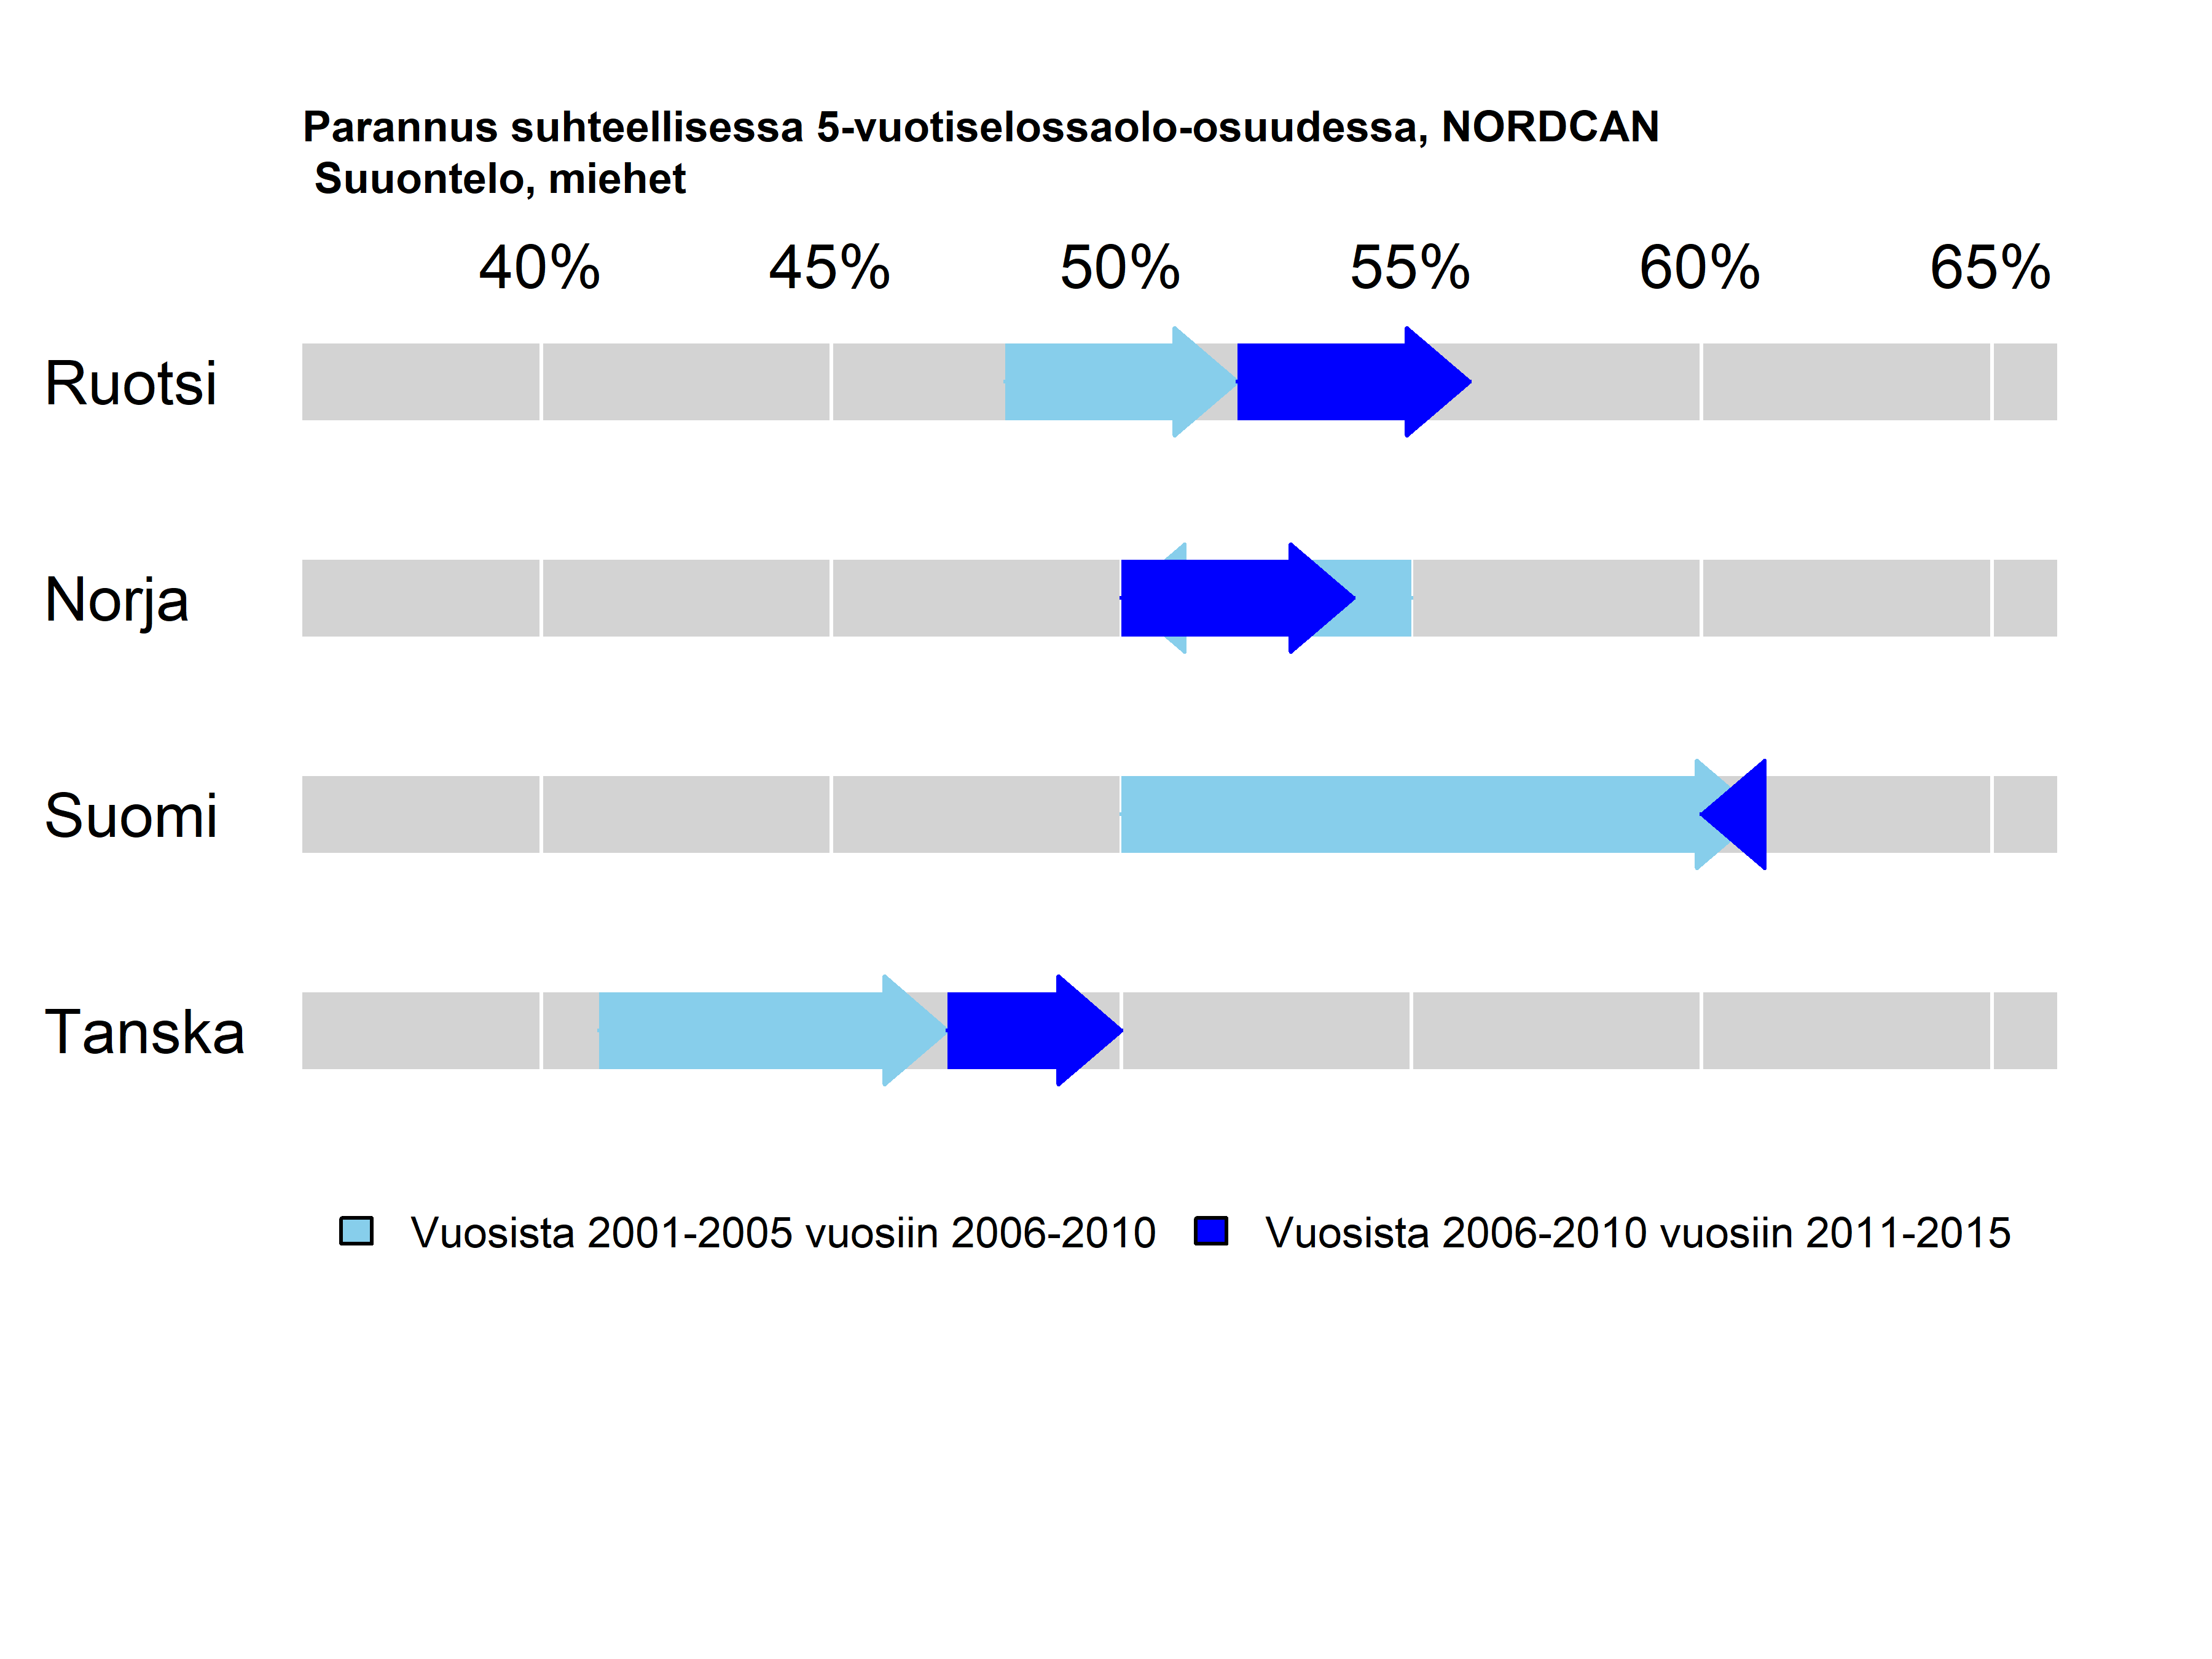 Parannus suhteellisessa 5-vuotiselossaolo-osuudessa, NORDCAN
Suuontelo, miehet
40% 45% 50% 55% 60% 65%
Ruotsi
Norja
Suomi
Tanska
Vuosista 2001-2005 vuosiin 2006-2010 Vuosista 2006-2010 vuosiin 2011-2015